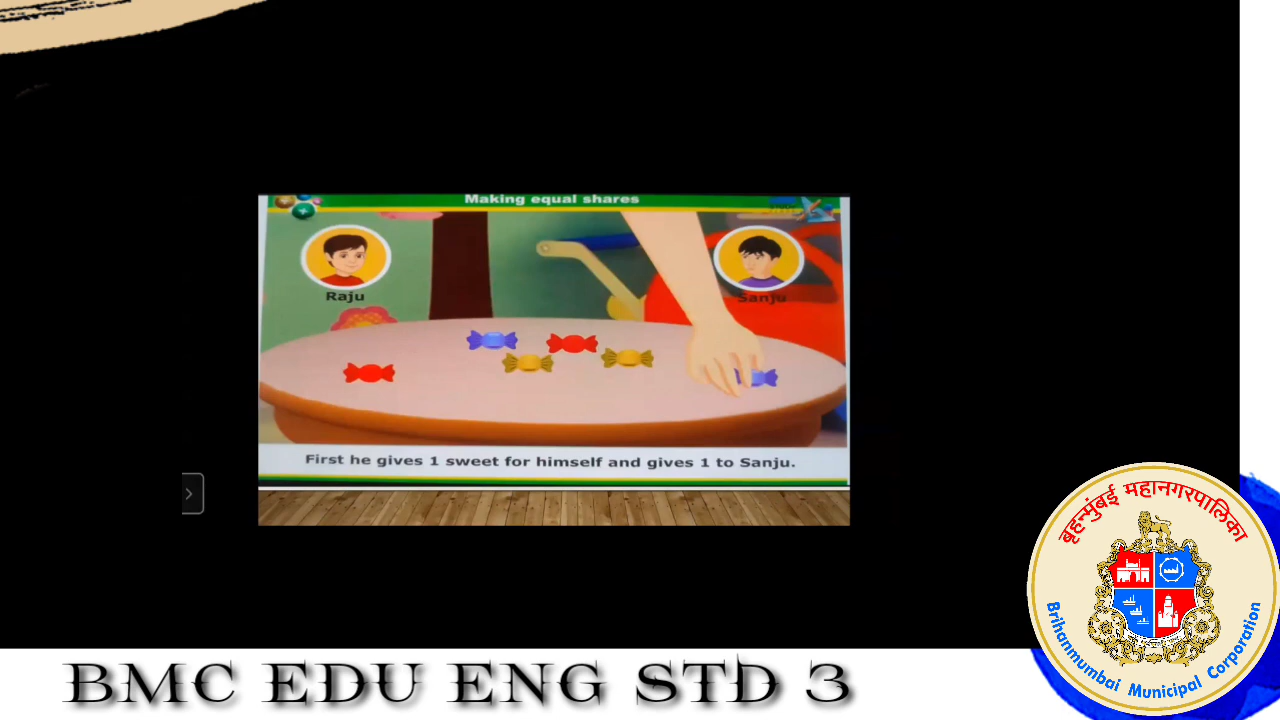 Making equal shares
Raju
Sanju
First he gives 1 sweet for himself and gives 1 to Sanju.
बृहन्मुंबई महानगरपालिका
Brihanmumbai Municipal Corporation
BMC EDU ENG STD 3